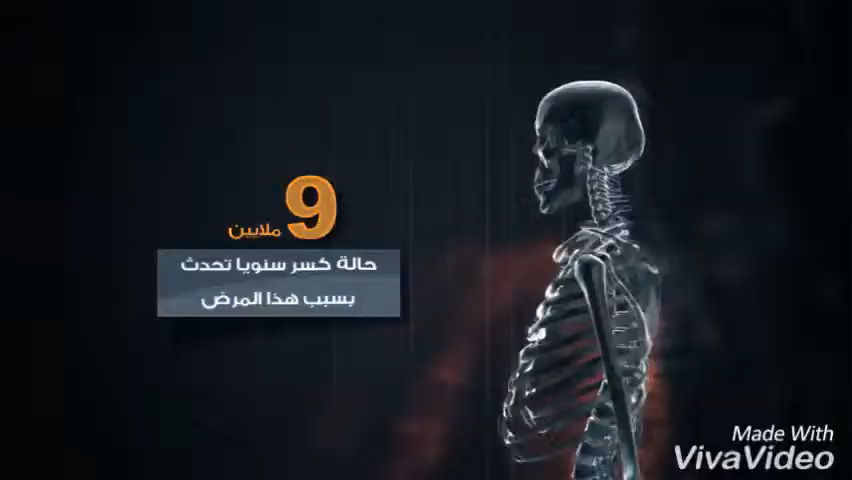 9 ملايين
حالة كسر سنويا تحدث
بسبب هذا المرض
Made With
VivaVideo